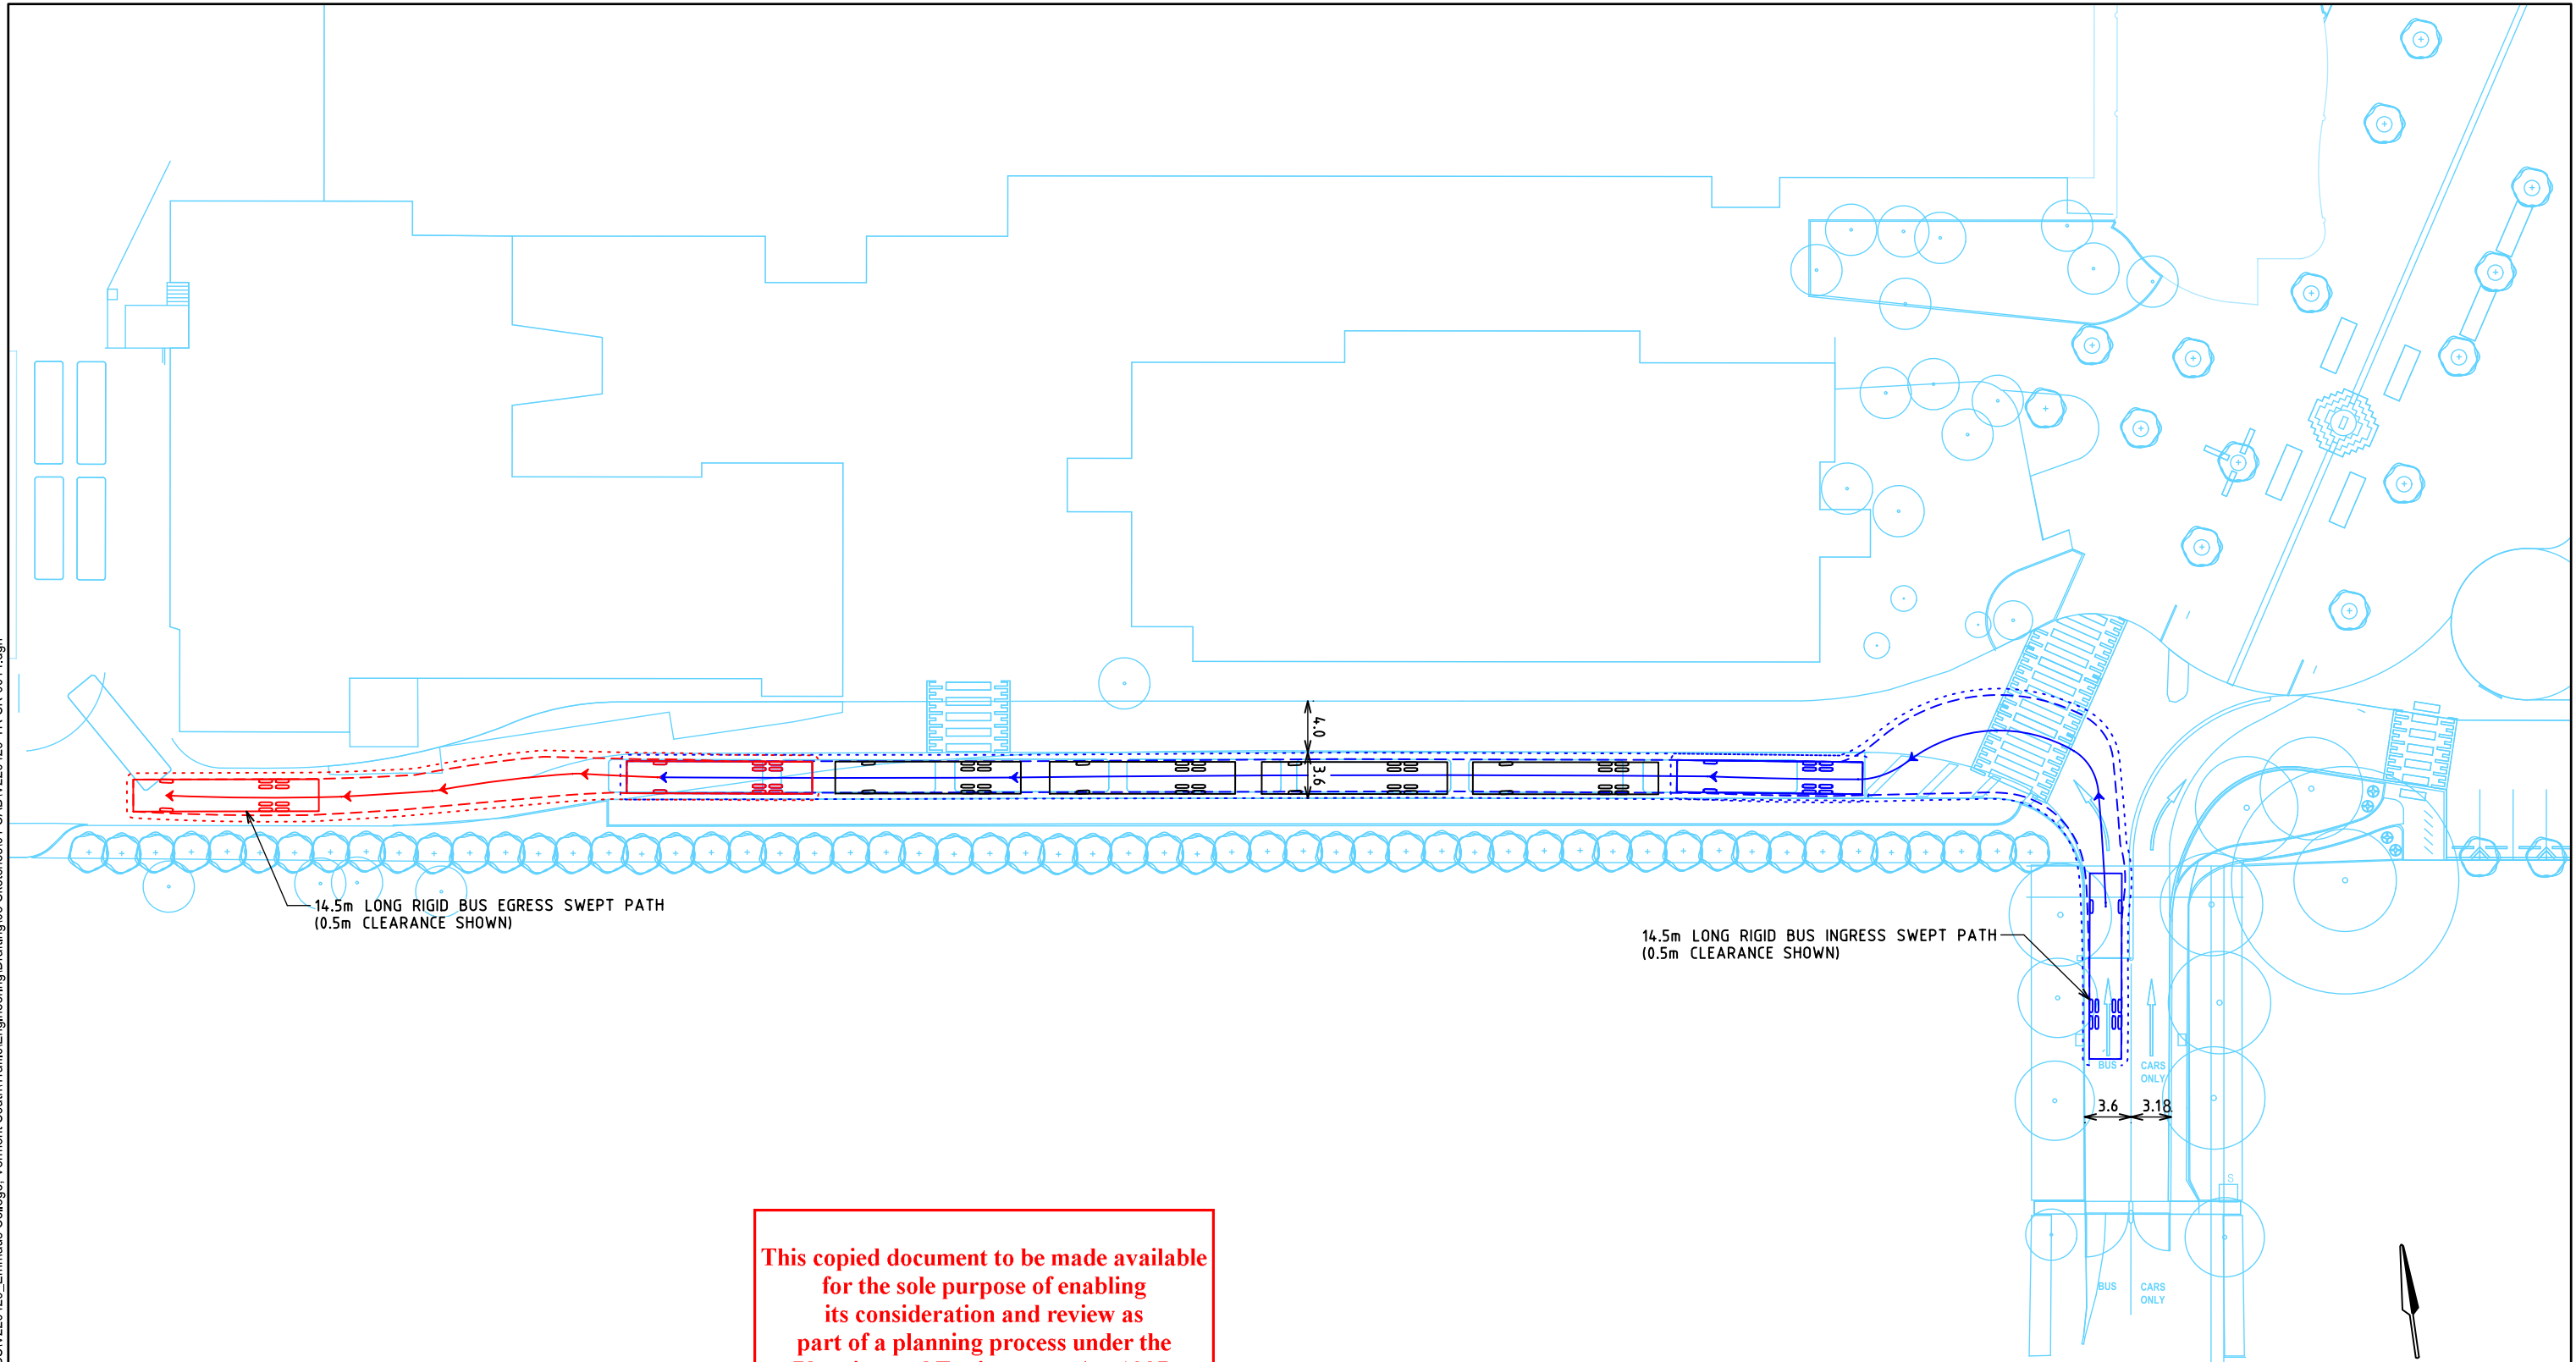 4.0
3.6
14.5m LONG RIGID BUS EGRESS SWEPT PATH
(0.5m CLEARANCE SHOWN)
14.5m LONG RIGID BUS INGRESS SWEPT PATH
(0.5m CLEARANCE SHOWN)
BUS
CARS
ONLY
3.6
3.18
S
BUS
CARS
ONLY
This copied document to be made available
for the sole purpose of enabling
its consideration and review as
part of a planning process under the